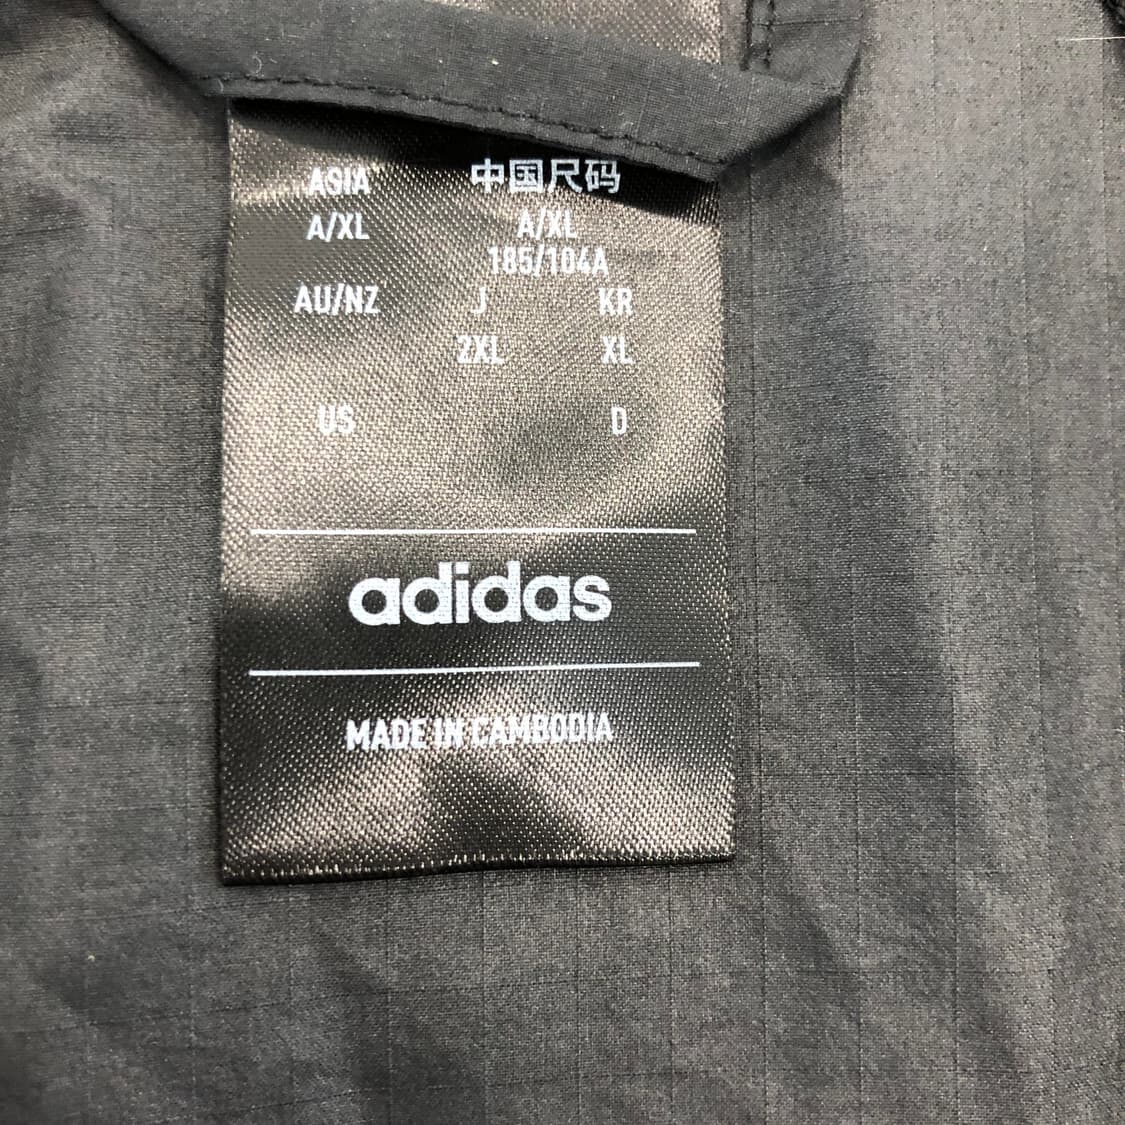 ASIA 中国尺码
A/XL A/XL
185/104A
AU/NZ J KR
2XL XL
US D
adidas
MADE IN CAMBODIA